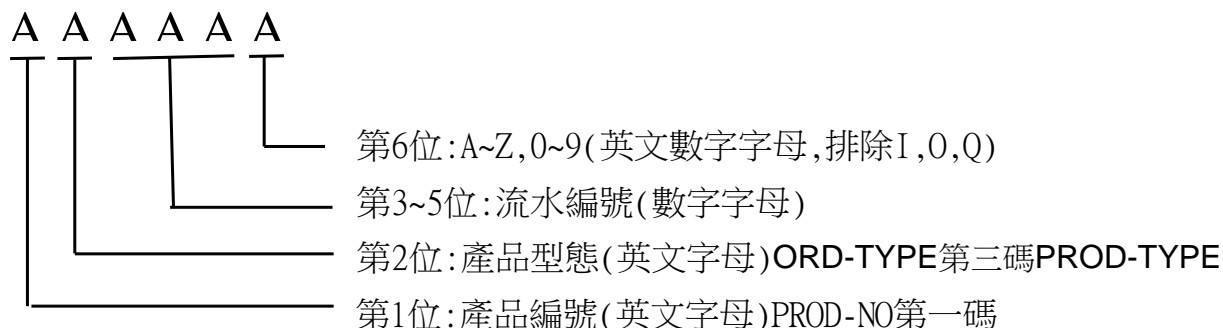 A A A A A A
第6位:A~Z,0~9(英文數字字母,排除I,O,Q)
第3~5位:流水編號(數字字母)
第2位:產品型態(英文字母)ORD-TYPE第三碼PROD-TYPE
第1位:產品編號(英文字母)PROD-NO第一碼